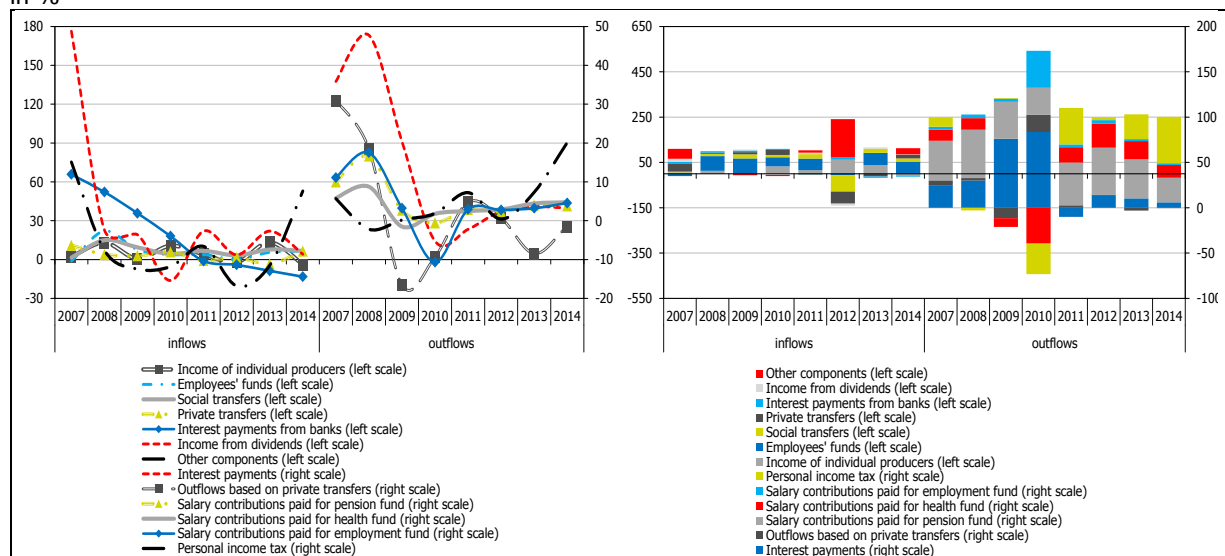 in %
180
150
120
90
60
30
0
-30
50
40
30
20
10
0
-10
-20
2007 2008 2009 2010 2011 2012 2013 2014 2007 2008 2009 2010 2011 2012 2013 2014
inflows outflows
Income of individual producers (left scale)
Employees' funds (left scale)
Social transfers (left scale)
Private transfers (left scale)
Interest payments from banks (left scale)
Income from dividends (left scale)
Other components (left scale)
Interest payments (right scale)
Outflows based on private transfers (right scale)
Salary contributions paid for pension fund (right scale)
Salary contributions paid for health fund (right scale)
Salary contributions paid for employment fund (right scale)
Personal income tax (right scale)
650
450
250
50
-150
-350
-550
200
150
100
50
0
-50
-100
2007 2008 2009 2010 2011 2012 2013 2014 2007 2008 2009 2010 2011 2012 2013 2014
inflows outflows
Other components (left scale)
Income from dividends (left scale)
Interest payments from banks (left scale)
Private transfers (left scale)
Social transfers (left scale)
Employees' funds (left scale)
Income of individual producers (left scale)
Personal income tax (right scale)
Salary contributions paid for employment fund (right scale)
Salary contributions paid for health fund (right scale)
Salary contributions paid for pension fund (right scale)
Outflows based on private transfers (right scale)
Interest payments (right scale)